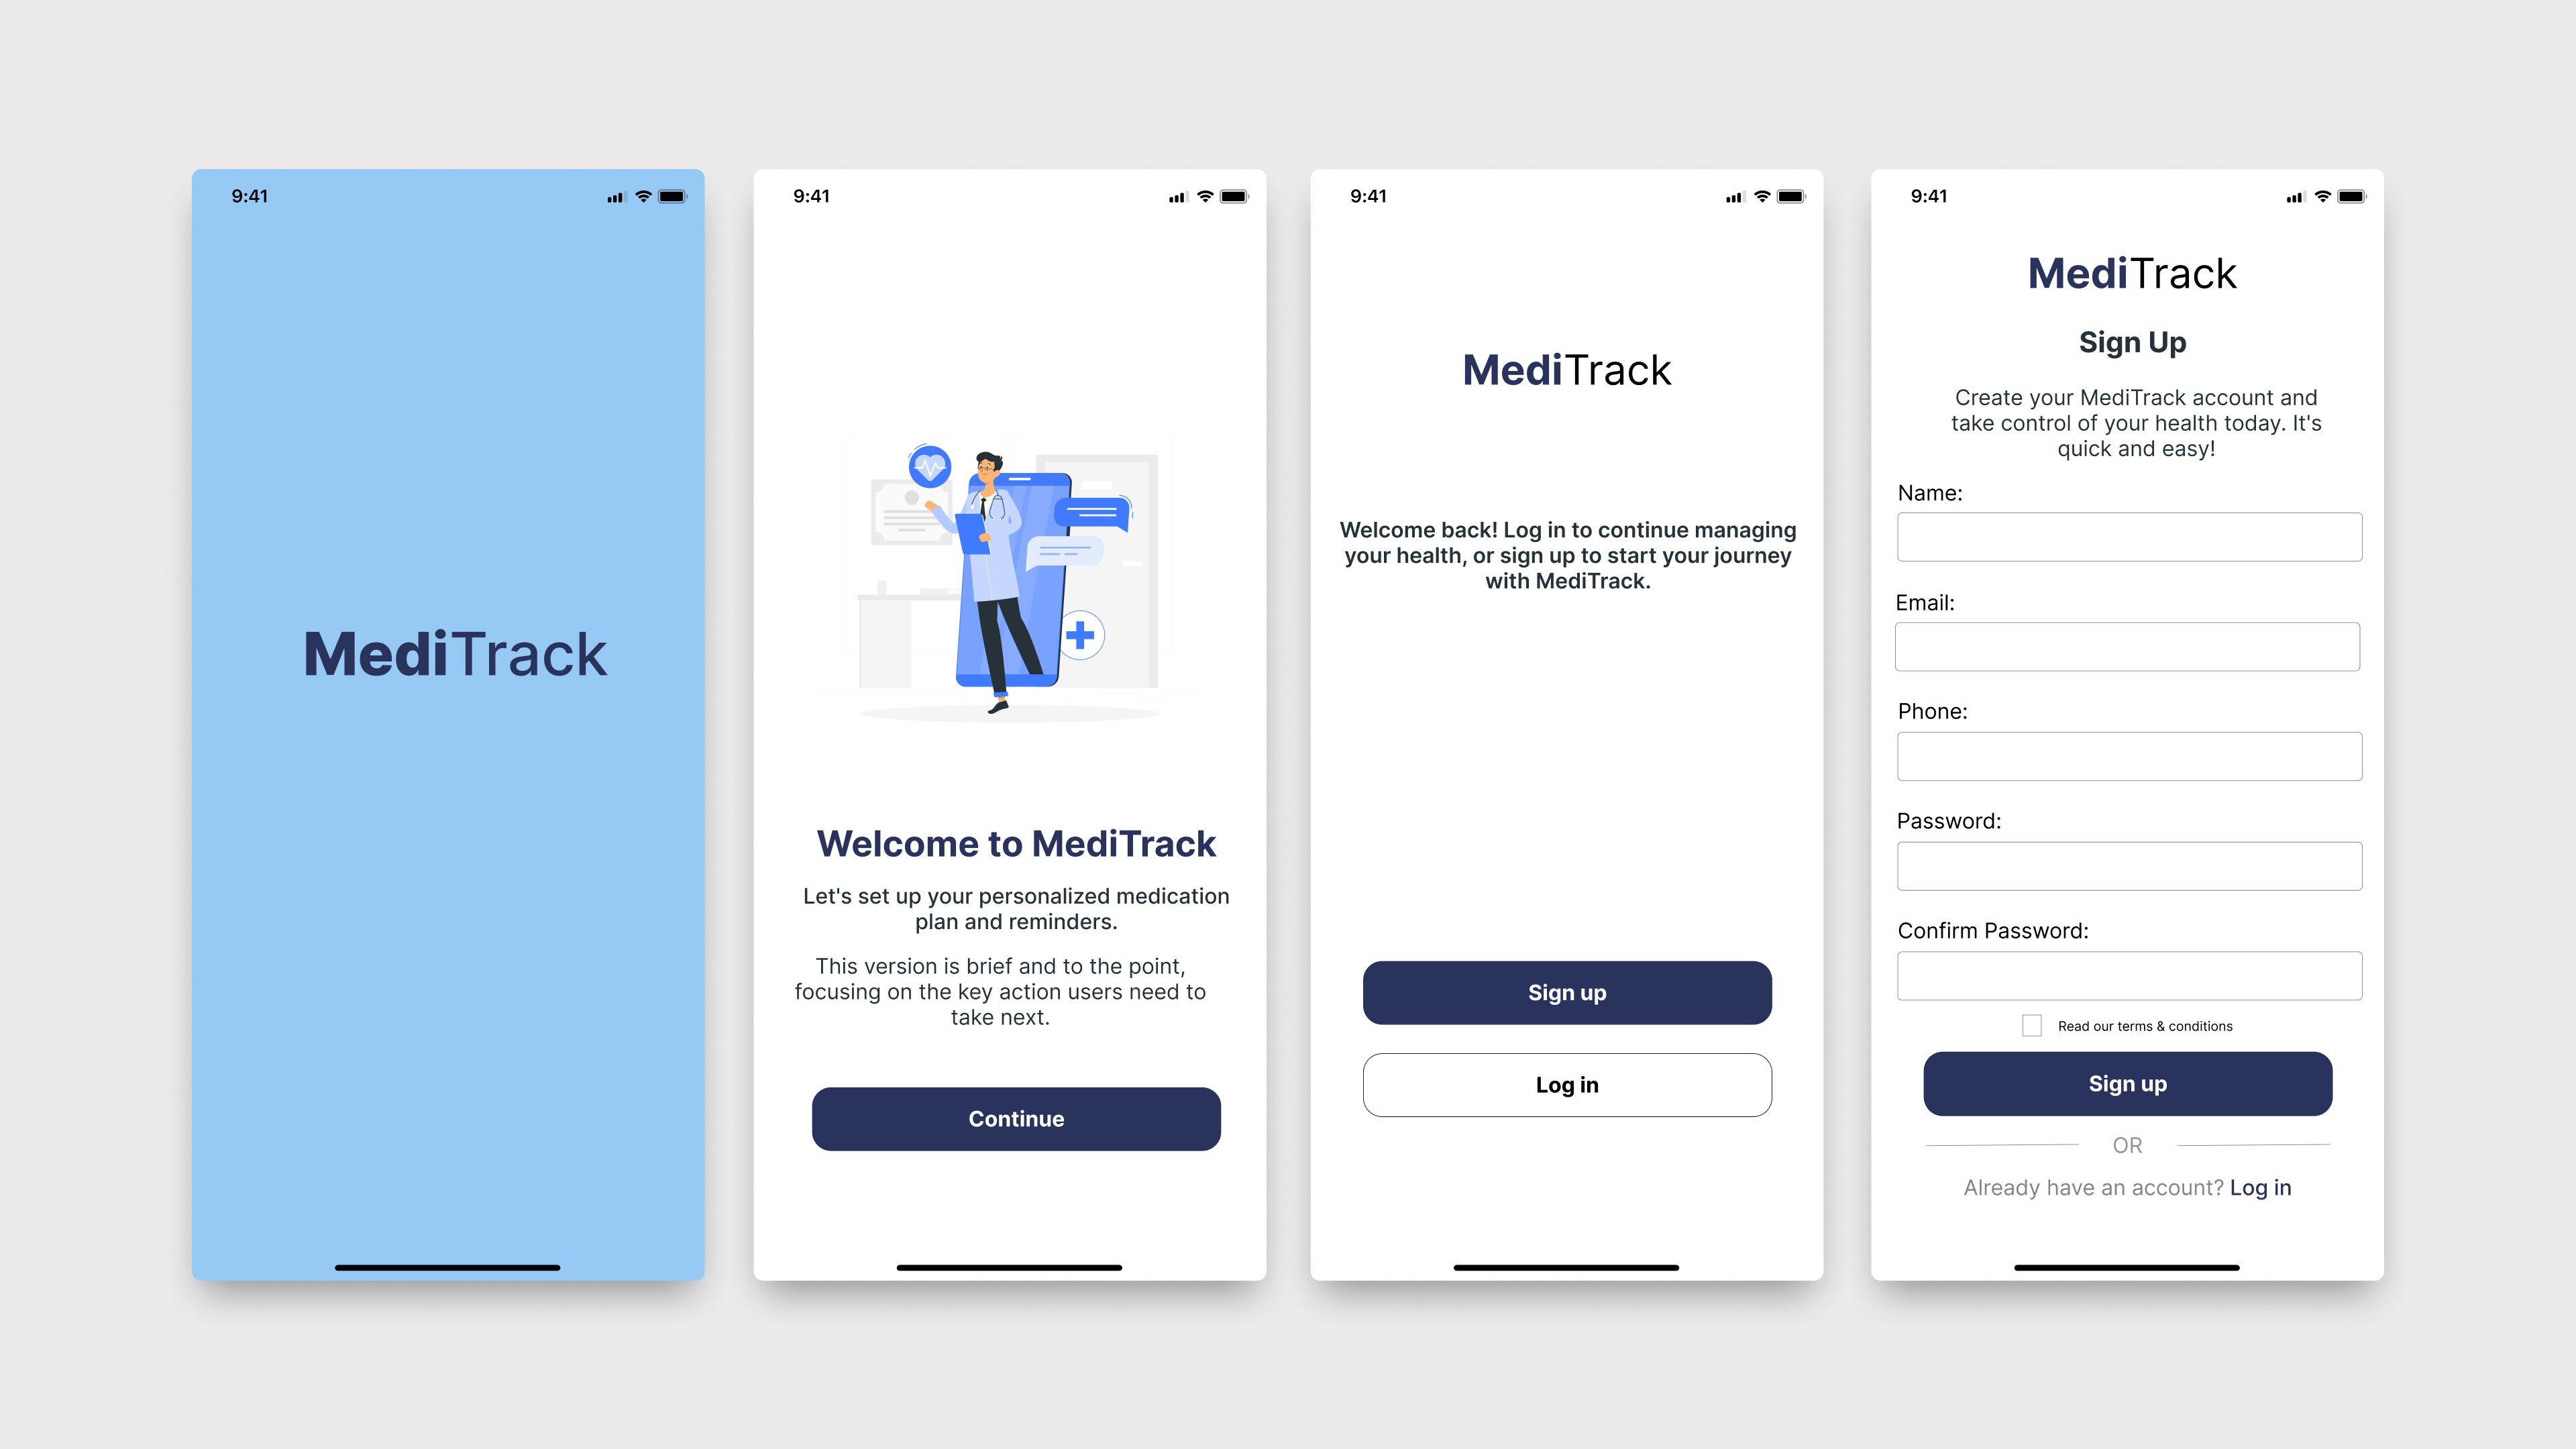 9:41
MediTrack
9:41
Welcome to MediTrack
Let's set up your personalized medication
plan and reminders.
This version is brief and to the point,
focusing on the key action users need to
take next.
Continue
9:41
MediTrack
Welcome back! Log in to continue managing
your health, or sign up to start your journey
with MediTrack.
Sign up
Log in
9:41
MediTrack
Sign Up
Create your MediTrack account and
take control of your health today. It's
quick and easy!
Name:
Email:
Phone:
Password:
Confirm Password:
Read our terms & conditions
Sign up
OR
Already have an account? Log in